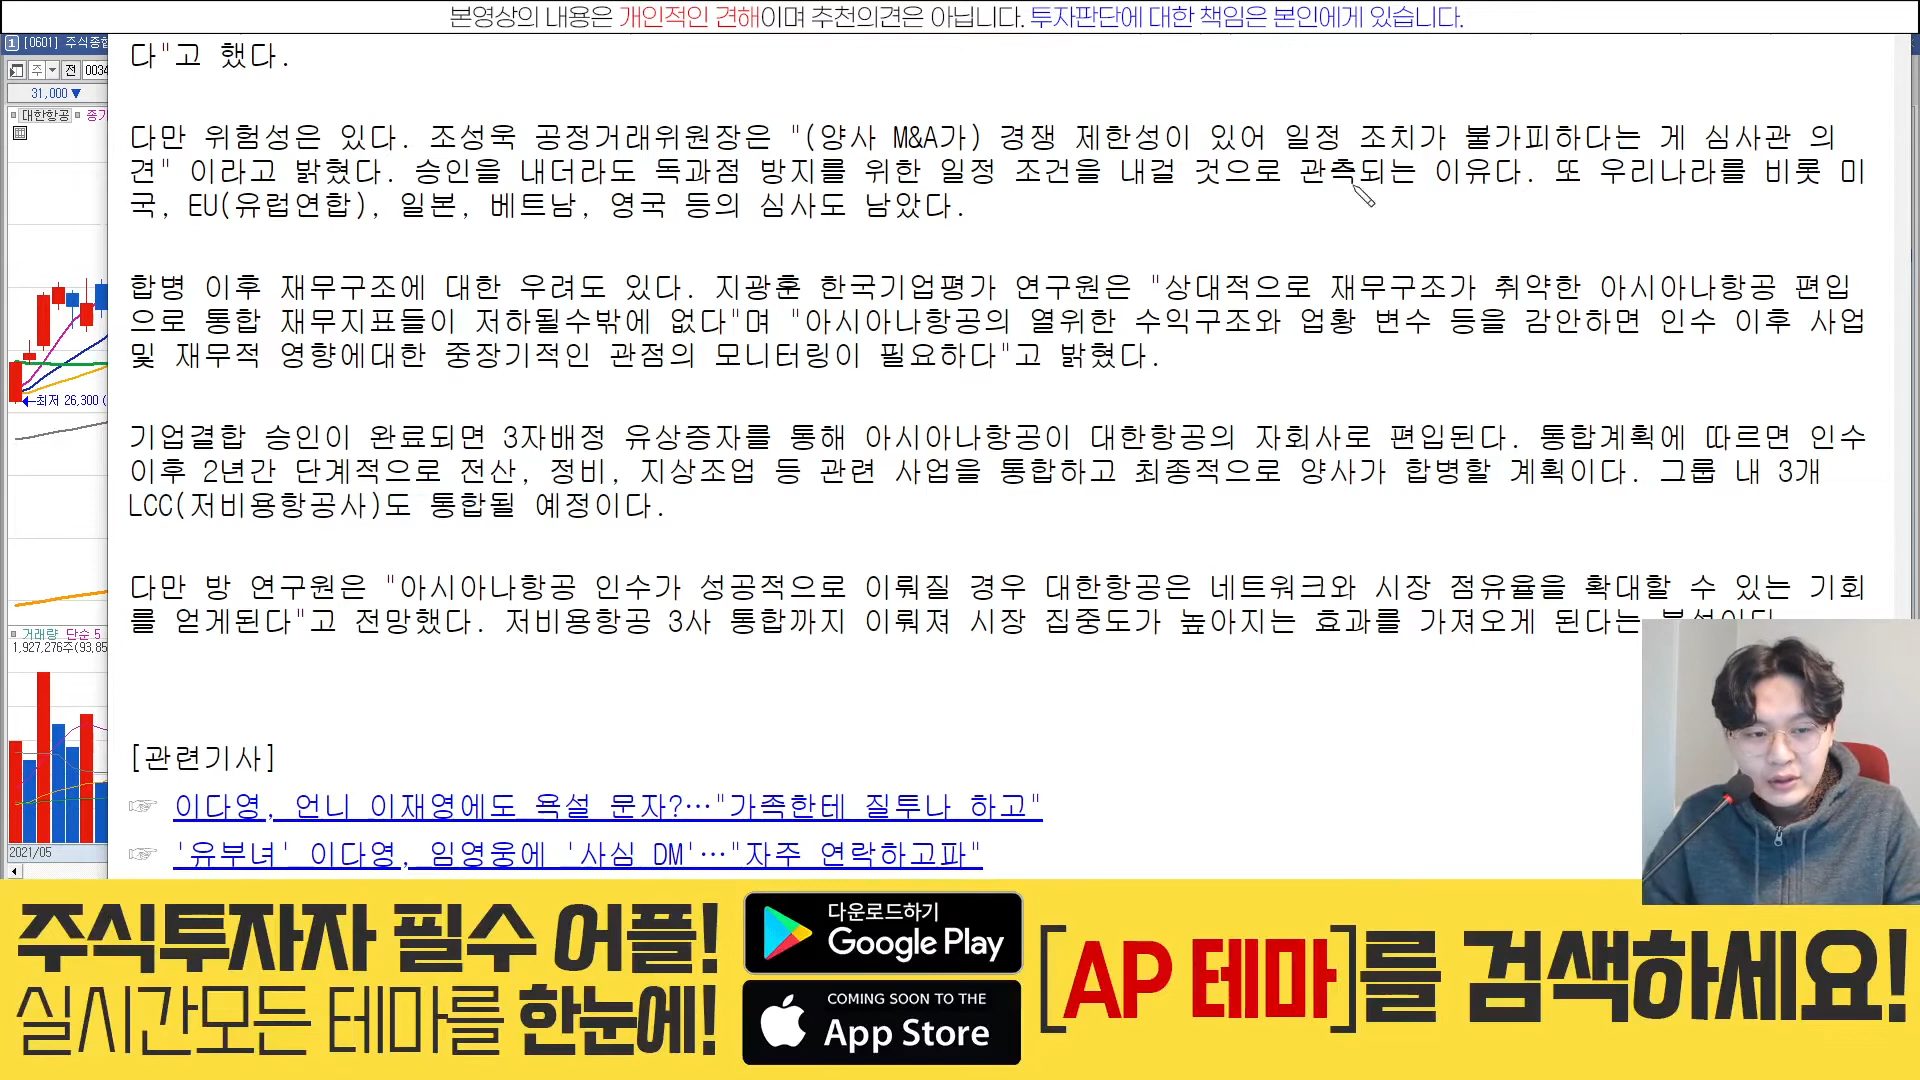 본영상의 내용은 개인적인 견해이며 추천의견은 아닙니다. 투자판단에 대한 책임은 본인에게 있습니다.
1 [0601] 주식종합
다"고 했다.
주 전 0034
31,000 ▼
대한항공 종가
다만 위험성은 있다. 조성욱 공정거래위원장은 "(양사 M&A가) 경쟁 제한성이 있어 일정 조치가 불가피하다는 게 심사관 의
견" 이라고 밝혔다. 승인을 내더라도 독과점 방지를 위한 일정 조건을 내걸 것으로 관측되는 이유다. 또 우리나라를 비롯 미
국, EU(유럽연합), 일본, 베트남, 영국 등의 심사도 남았다.
합병 이후 재무구조에 대한 우려도 있다. 지광훈 한국기업평가 연구원은 "상대적으로 재무구조가 취약한 아시아나항공 편입
으로 통합 재무지표들이 저하될수밖에 없다"며 "아시아나항공의 열위한 수익구조와 업황 변수 등을 감안하면 인수 이후 사업
및 재무적 영향에대한 중장기적인 관점의 모니터링이 필요하다"고 밝혔다.
←최저 26,300 (
기업결합 승인이 완료되면 3자배정 유상증자를 통해 아시아나항공이 대한항공의 자회사로 편입된다. 통합계획에 따르면 인수
이후 2년간 단계적으로 전산, 정비, 지상조업 등 관련 사업을 통합하고 최종적으로 양사가 합병할 계획이다. 그룹 내 3개
LCC(저비용항공사)도 통합될 예정이다.
다만 방 연구원은 "아시아나항공 인수가 성공적으로 이뤄질 경우 대한항공은 네트워크와 시장 점유율을 확대할 수 있는 기회
를 얻게된다"고 전망했다. 저비용항공 3사 통합까지 이뤄져 시장 집중도가 높아지는 효과를 가져오게 된다는 분석이다.
거래량 단순 5
1,927,276주(93,85
[관련기사]
☞ 이다영, 언니 이재영에도 욕설 문자?…"가족한테 질투나 하고"
☞ '유부녀' 이다영, 임영웅에 '사심 DM'…"자주 연락하고파"
2021/05
주식투자자 필수 어플!
실시간모든 테마를 한눈에!
다운로드하기
Google Play
COMING SOON TO THE
App Store
[AP 테마]를 검색하세요!